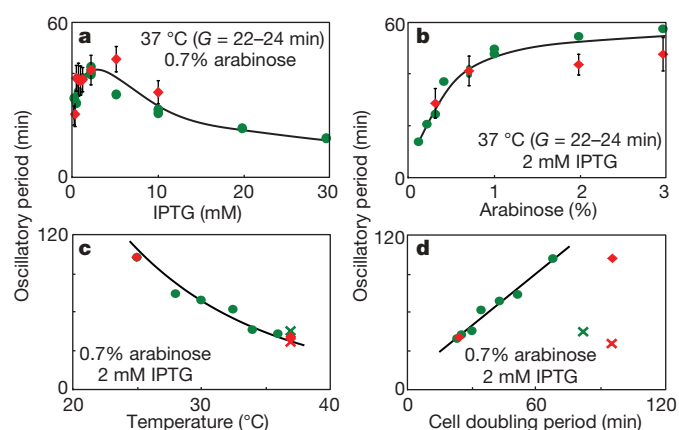 a
37 °C (G = 22–24 min)
0.7% arabinose
60
0
0
10
20
30
IPTG (mM)
Oscillatory period (min)
b
37 °C (G = 22–24 min)
2 mM IPTG
60
0
0
1
2
3
Arabinose (%)
Oscillatory period (min)
c
0.7% arabinose
2 mM IPTG
120
0
20
30
40
Temperature (°C)
d
0.7% arabinose
2 mM IPTG
120
0
0
60
120
Cell doubling period (min)